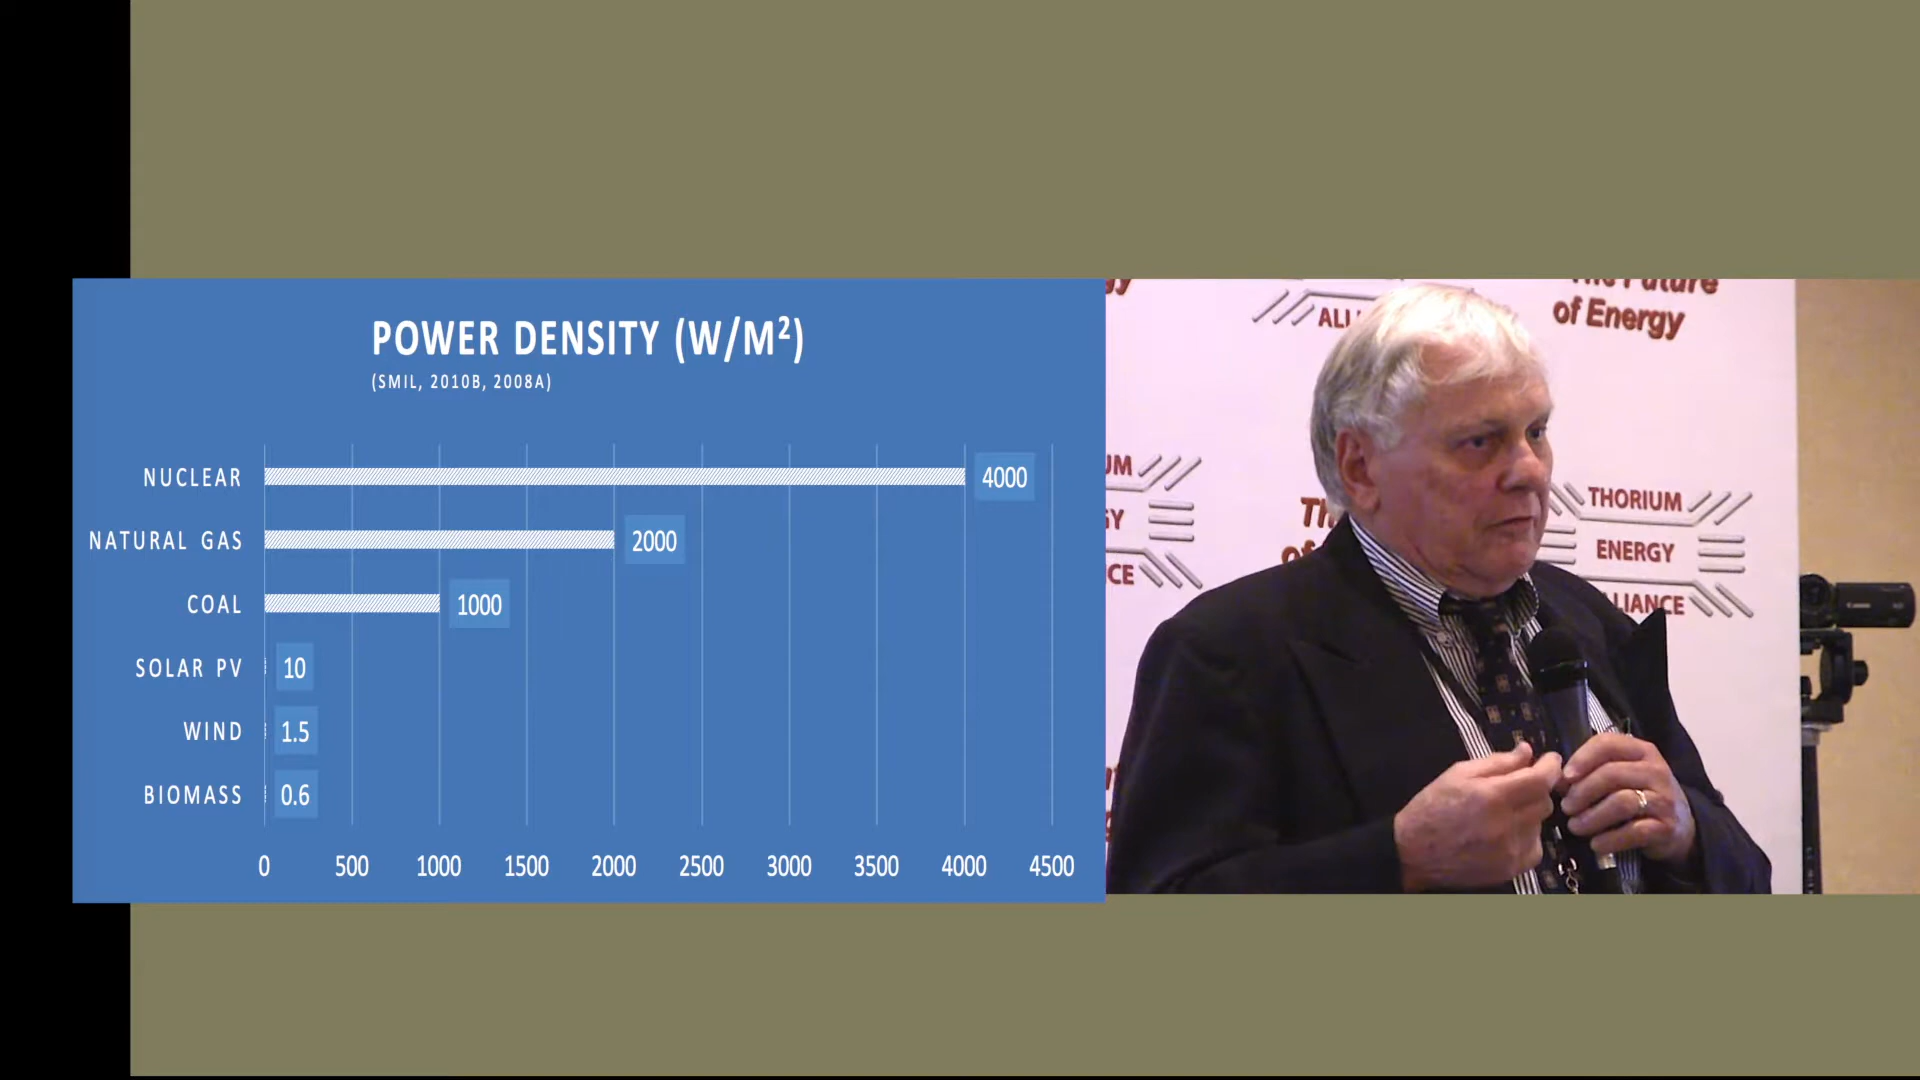 POWER DENSITY (W/M²)
(SMIL, 2010B, 2008A)
NUCLEAR 4000
NATURAL GAS 2000
COAL 1000
SOLAR PV 10
WIND 1.5
BIOMASS 0.6
0 500 1000 1500 2000 2500 3000 3500 4000 4500
of Energy
THORIUM
ENERGY
LIANCE